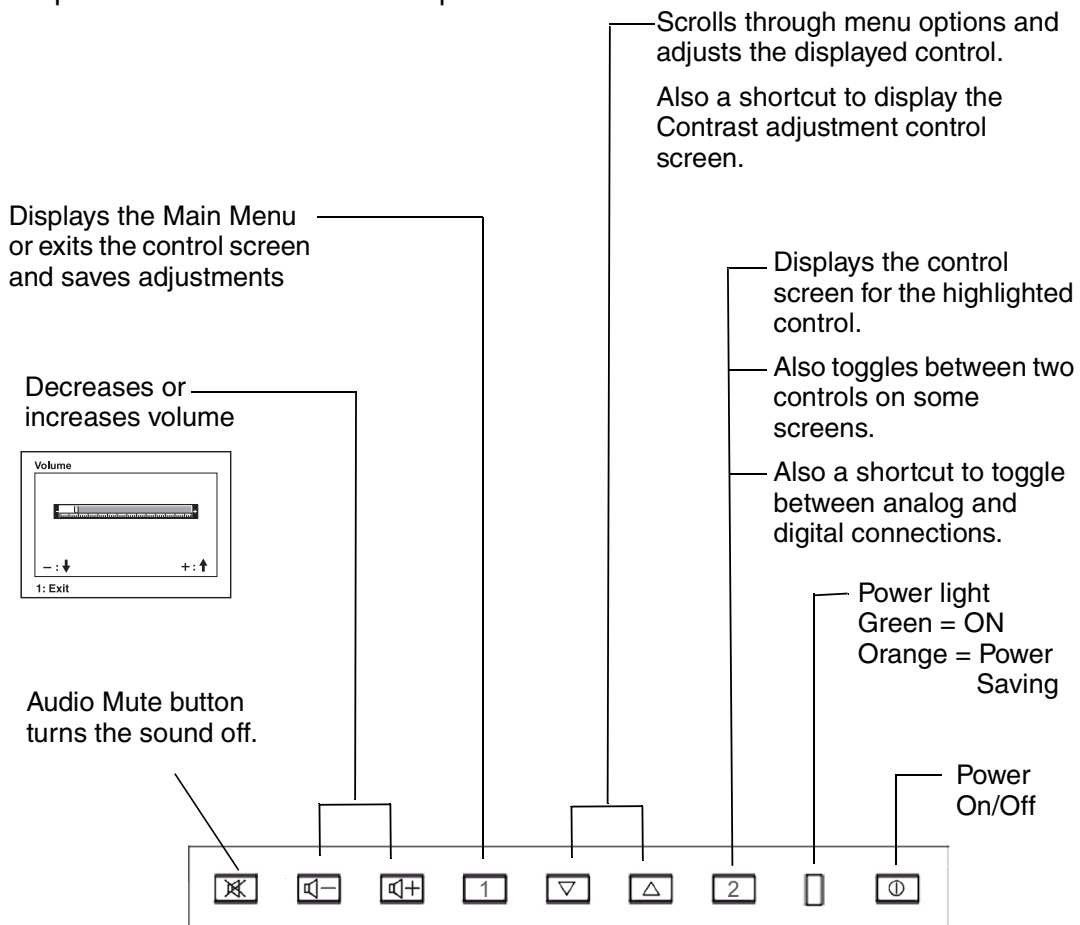 Scrolls through menu options and
adjusts the displayed control.
Also a shortcut to display the
Contrast adjustment control
screen.
Displays the Main Menu
or exits the control screen
and saves adjustments
Displays the control
screen for the highlighted
control.
Also toggles between two
controls on some
screens.
Also a shortcut to toggle
between analog and
digital connections.
Decreases or
increases volume
Volume
– : ↓ + : ↑
1: Exit
Power light
Green = ON
Orange = Power
Saving
Audio Mute button
turns the sound off.
Power
On/Off
1 2